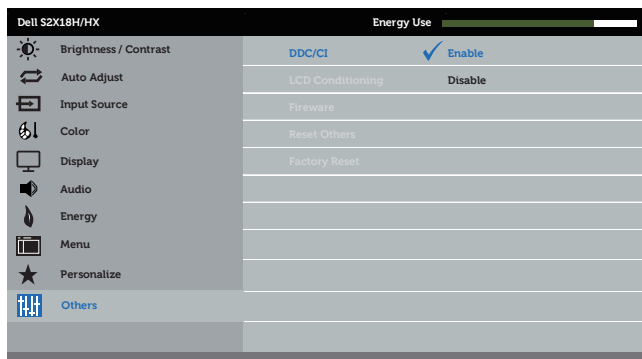 Dell S2X18H/HX Energy Use
Brightness / Contrast
Auto Adjust
Input Source
Color
Display
Audio
Energy
Menu
Personalize
Others
DDC/CI Enable
LCD Conditioning Disable
Fireware
Reset Others
Factory Reset